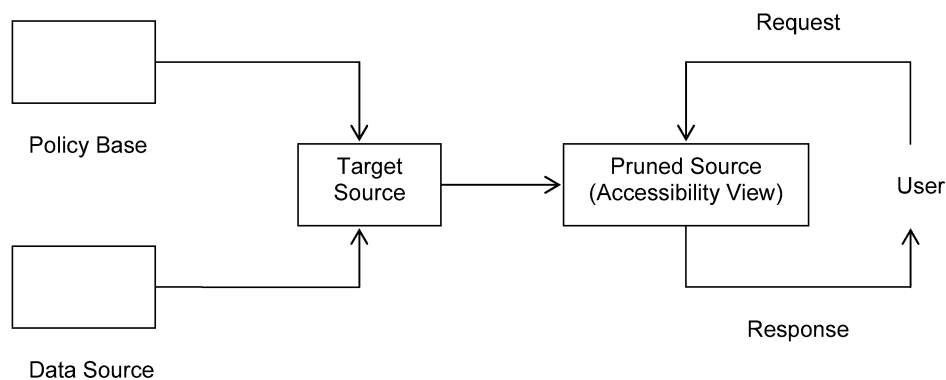 Request
Policy Base
Target
Source
Pruned Source
(Accessibility View)
User
Response
Data Source